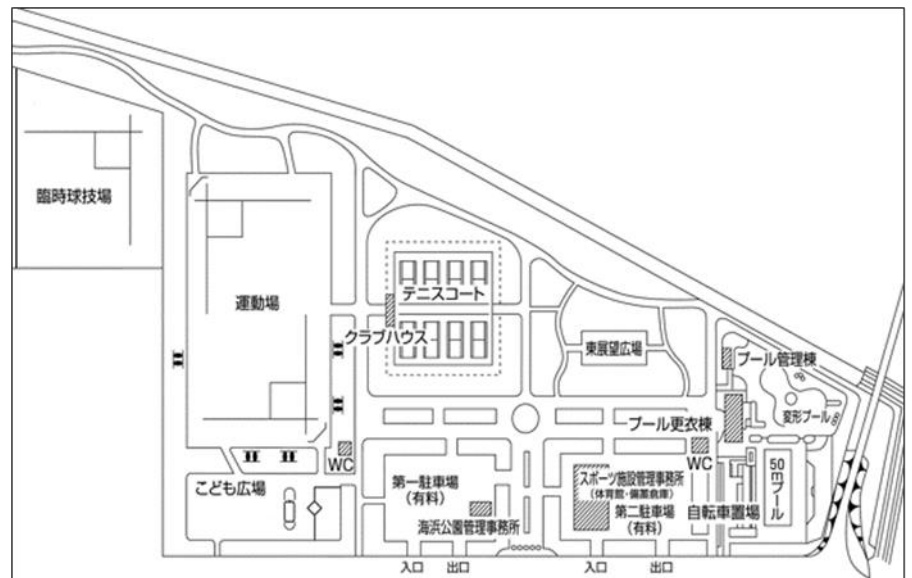 臨時球技場
運動場
テニスコート
クラブハウス
東展望広場
プール管理棟
変形プール
プール更衣棟
WC
こども広場
第一駐車場
(有料)
海浜公園管理事務所
スポーツ施設管理事務所
(体育館・備蓄倉庫)
第二駐車場
(有料)
WC
自転車置場
50mプール
入口
出口
入口
出口